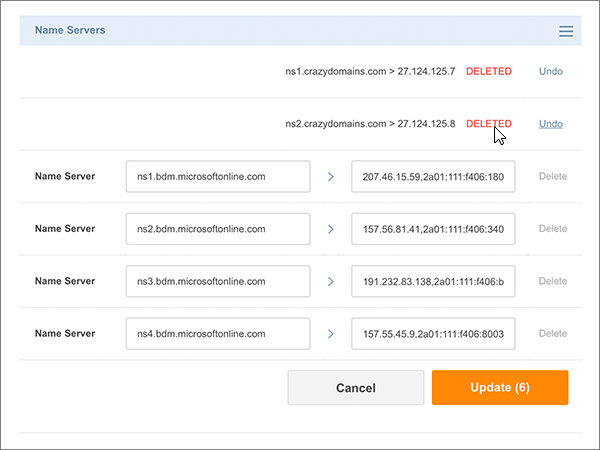 Name Servers
ns1.crazydomains.com > 27.124.125.7 DELETED Undo
ns2.crazydomains.com > 27.124.125.8 DELETED Undo
Name Server ns1.bdm.microsoftonline.com > 207.46.15.59,2a01:111:f406:180 Delete
Name Server ns2.bdm.microsoftonline.com > 157.56.81.41,2a01:111:f406:340 Delete
Name Server ns3.bdm.microsoftonline.com > 191.232.83.138,2a01:111:f406:b Delete
Name Server ns4.bdm.microsoftonline.com > 157.55.45.9,2a01:111:f406:8003 Delete
Cancel Update (6)